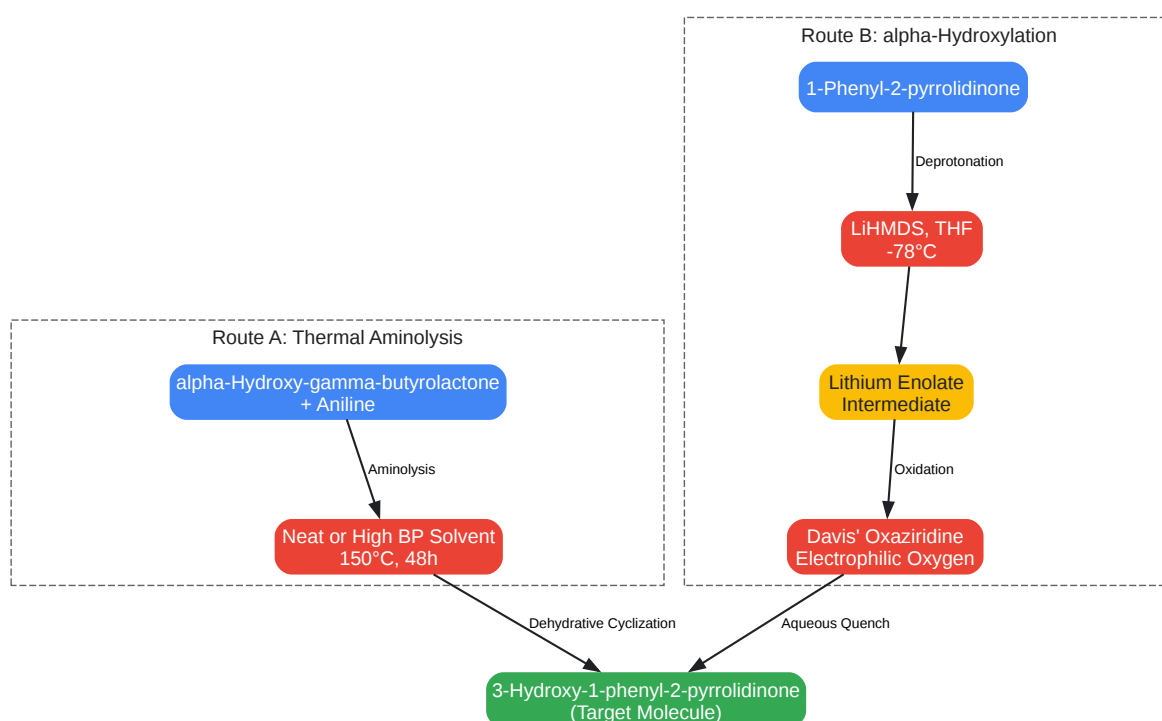 Route B: alpha-Hydroxylation
1-Phenyl-2-pyrrolidinone
Deprotonation
LiHMDS, THF
-78°C
Route A: Thermal Aminolysis
alpha-Hydroxy-gamma-butyrolactone
+ Aniline
Lithium Enolate
Intermediate
Aminolysis
Oxidation
Neat or High BP Solvent
150°C, 48h
Davis' Oxaziridine
Electrophilic Oxygen
Dehydrative Cyclization
Aqueous Quench
3-Hydroxy-1-phenyl-2-pyrrolidinone
(Target Molecule)